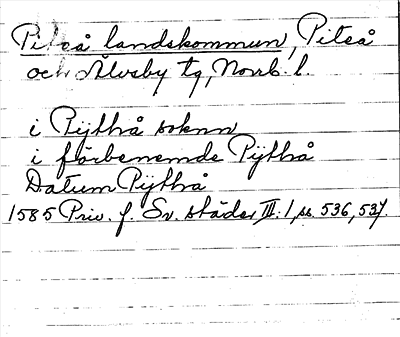 Piteå landskommun, Piteå
och Älvsby tg, Norrb. l.
i Pijthå soknn
i förbenemde Pijthå
Datum Pijthå
1585 Priv. f. Sv. städer III: 1, ss. 536, 537.